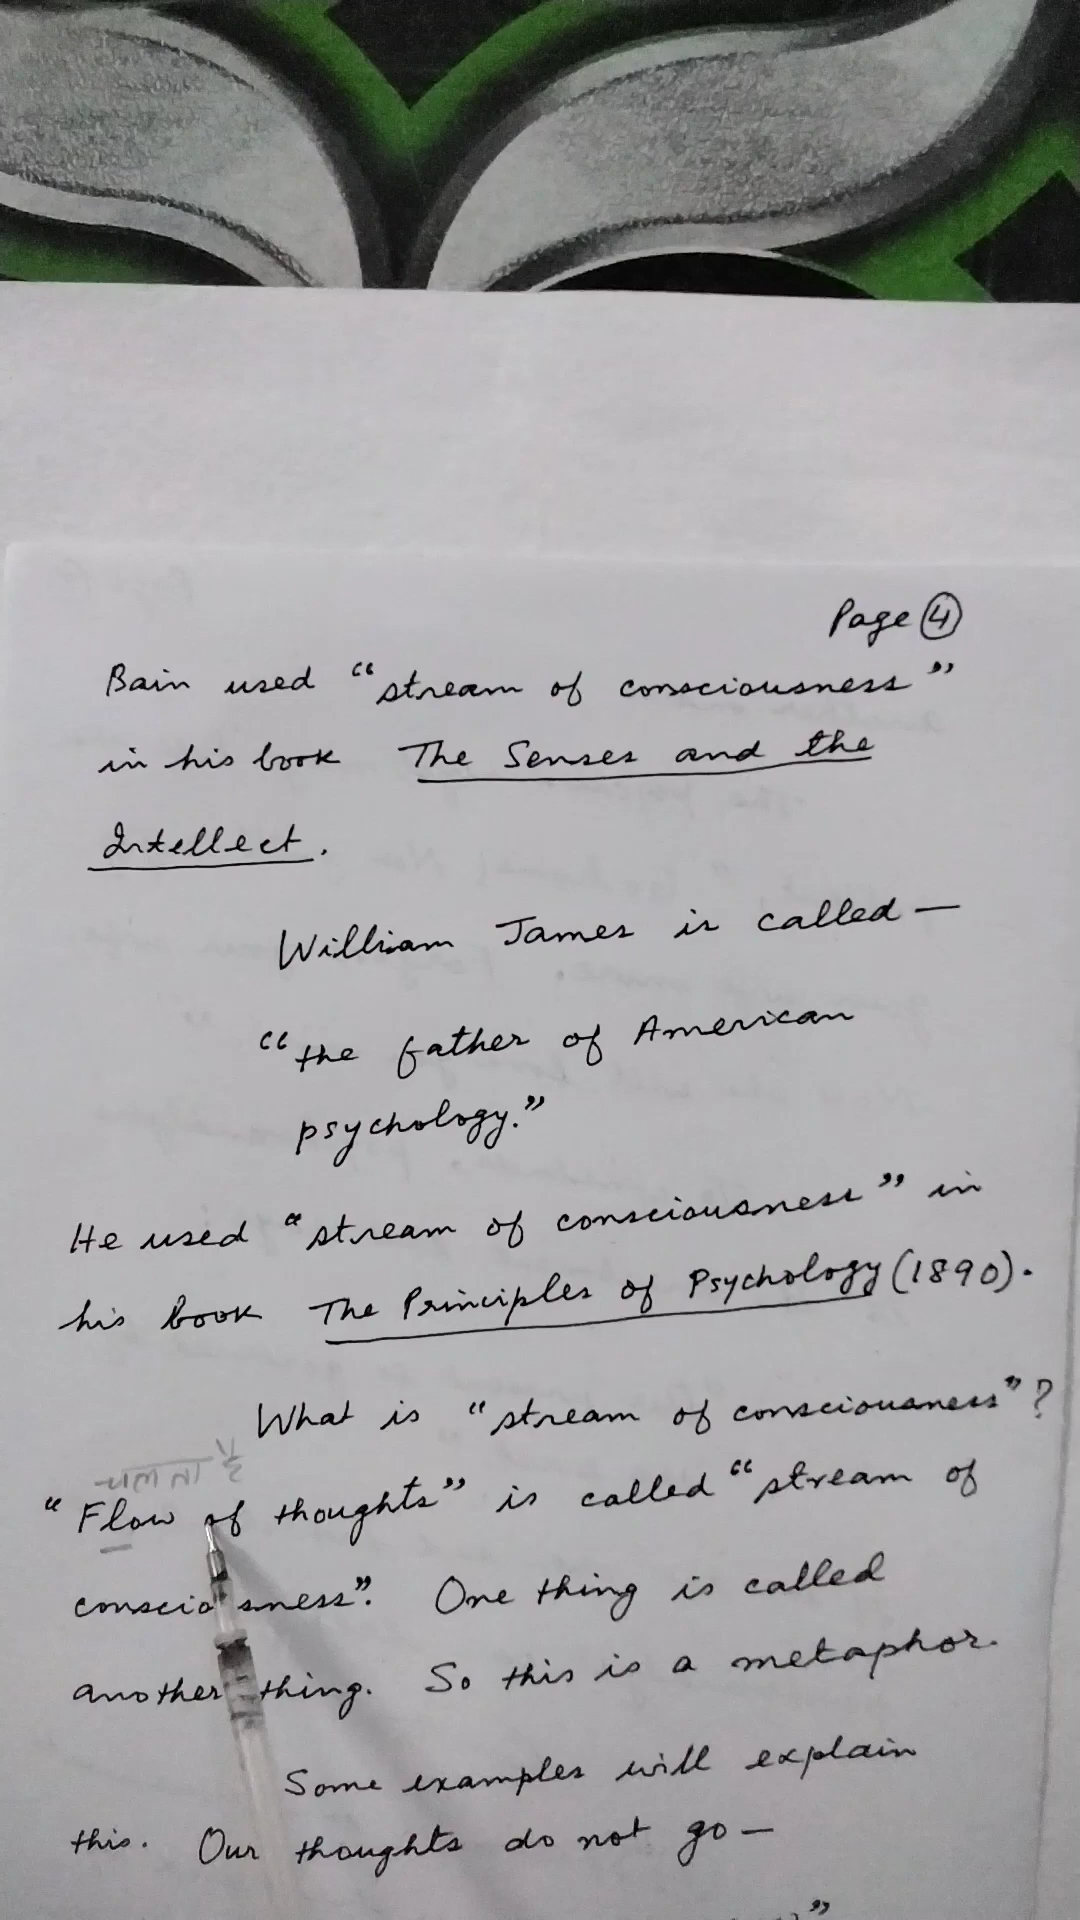 Page 4
Bain used "stream of consciousness"
in his book The Senses and the
Intellect.
William James is called —
"the father of American
psychology."
He used "stream of consciousness" in
his book The Principles of Psychology (1890).
What is "stream of consciousness"?
चलना है
"Flow of thoughts" is called "stream of
consciousness". One thing is called
another thing. So this is a metaphor.
Some examples will explain
this. Our thoughts do not go —